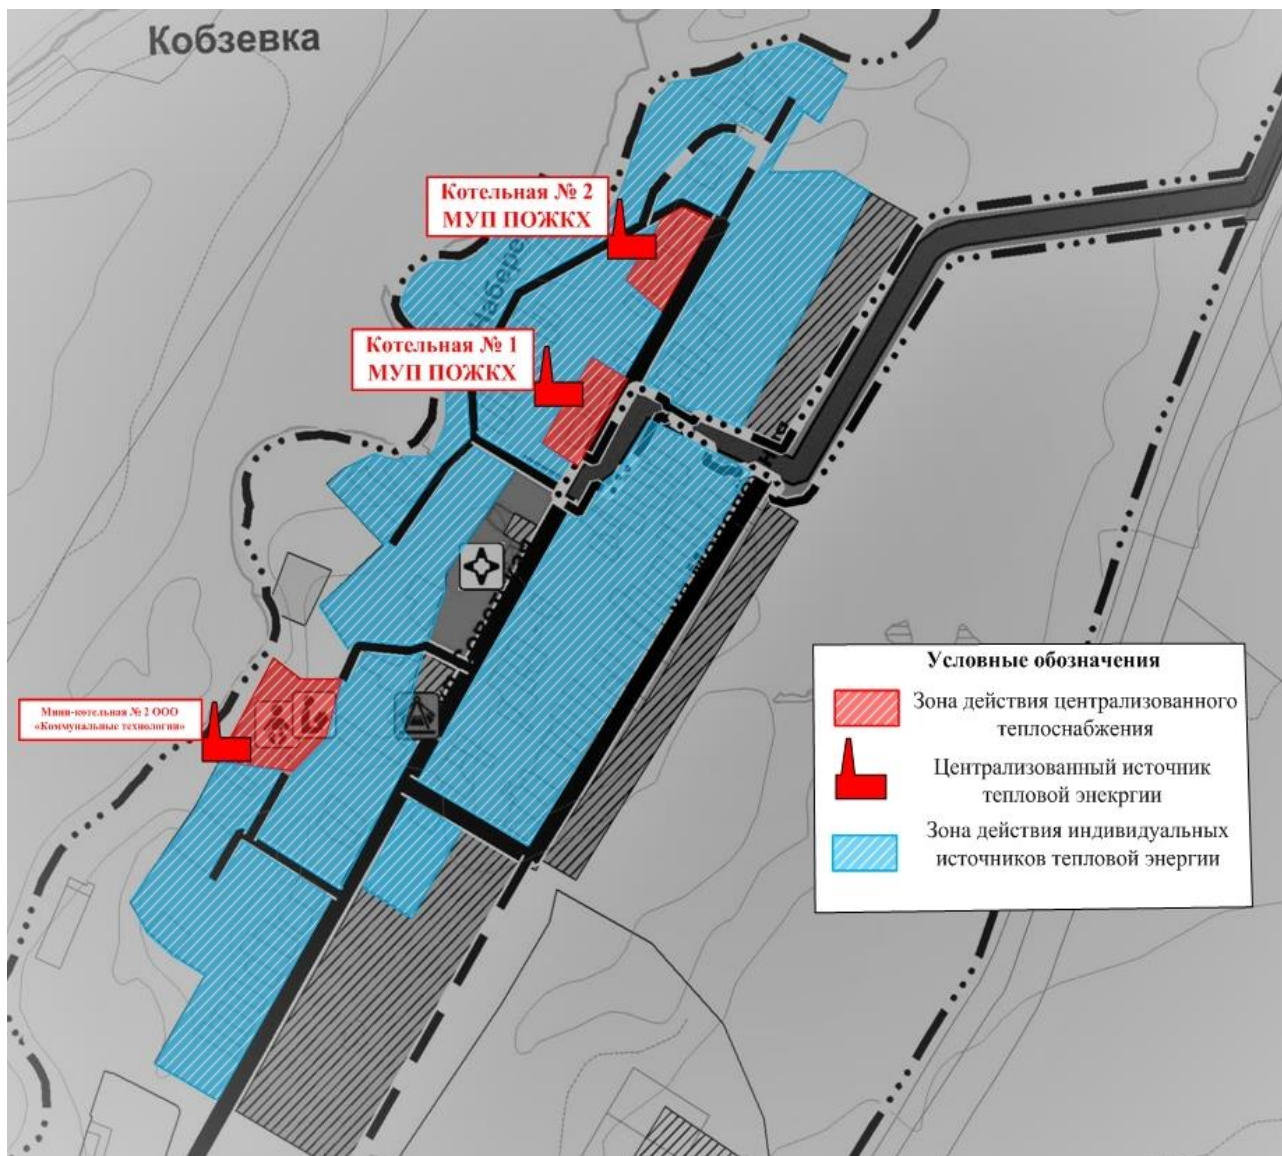 Кобзевка
Котельная № 2
МУП ПОЖКХ
Котельная № 1
МУП ПОЖКХ
Мини-котельная № 2 ООО
«Коммунальные технологии»
Условные обозначения
Зона действия централизованного
теплоснабжения
Централизованный источник
тепловой энекргии
Зона действия индивидуальных
источников тепловой энергии